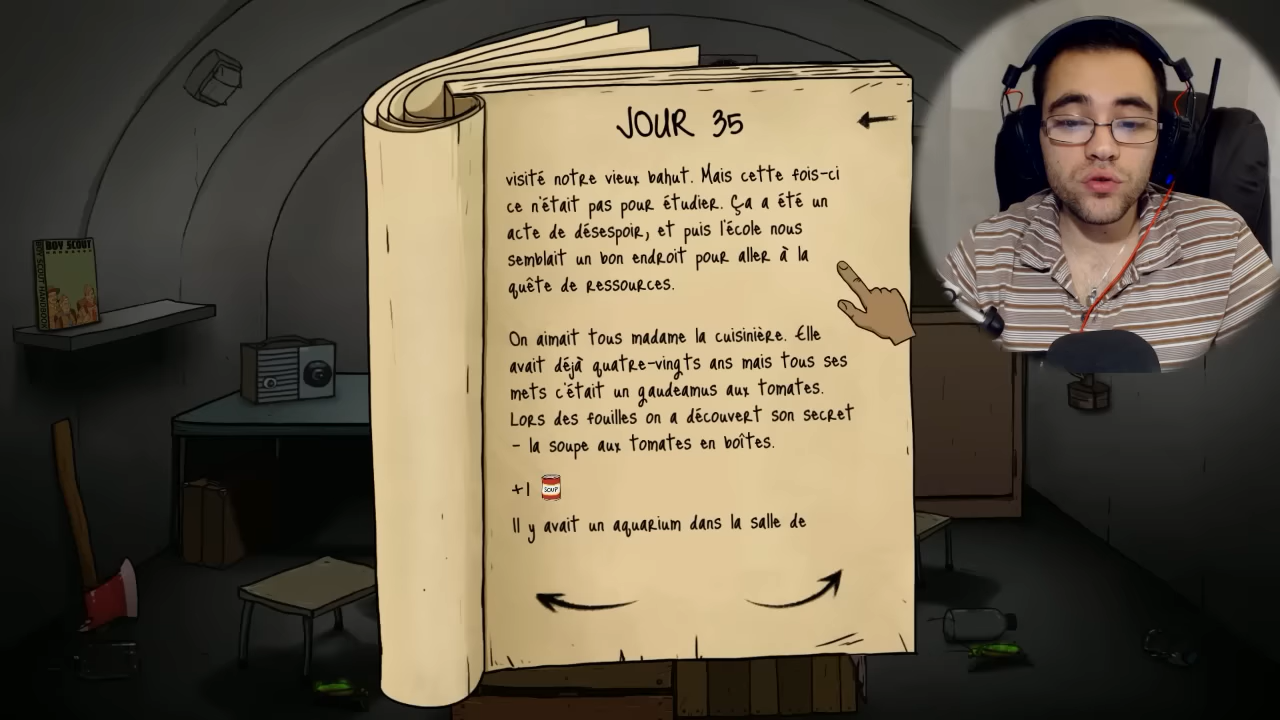 JOUR 35
visité notre vieux bahut. Mais cette fois-ci
ce n'était pas pour étudier. Ça a été un
acte de désespoir, et puis l'école nous
semblait un bon endroit pour aller à la
quête de ressources.
On aimait tous madame la cuisinière. Elle
avait déjà quatre-vingts ans mais tous ses
mets c'était un gaudeamus aux tomates.
Lors des fouilles on a découvert son secret
- la soupe aux tomates en boîtes.
+1 SOUP
Il y avait un aquarium dans la salle de
BOY SCOUT
BOY SCOUT HANDBOOK